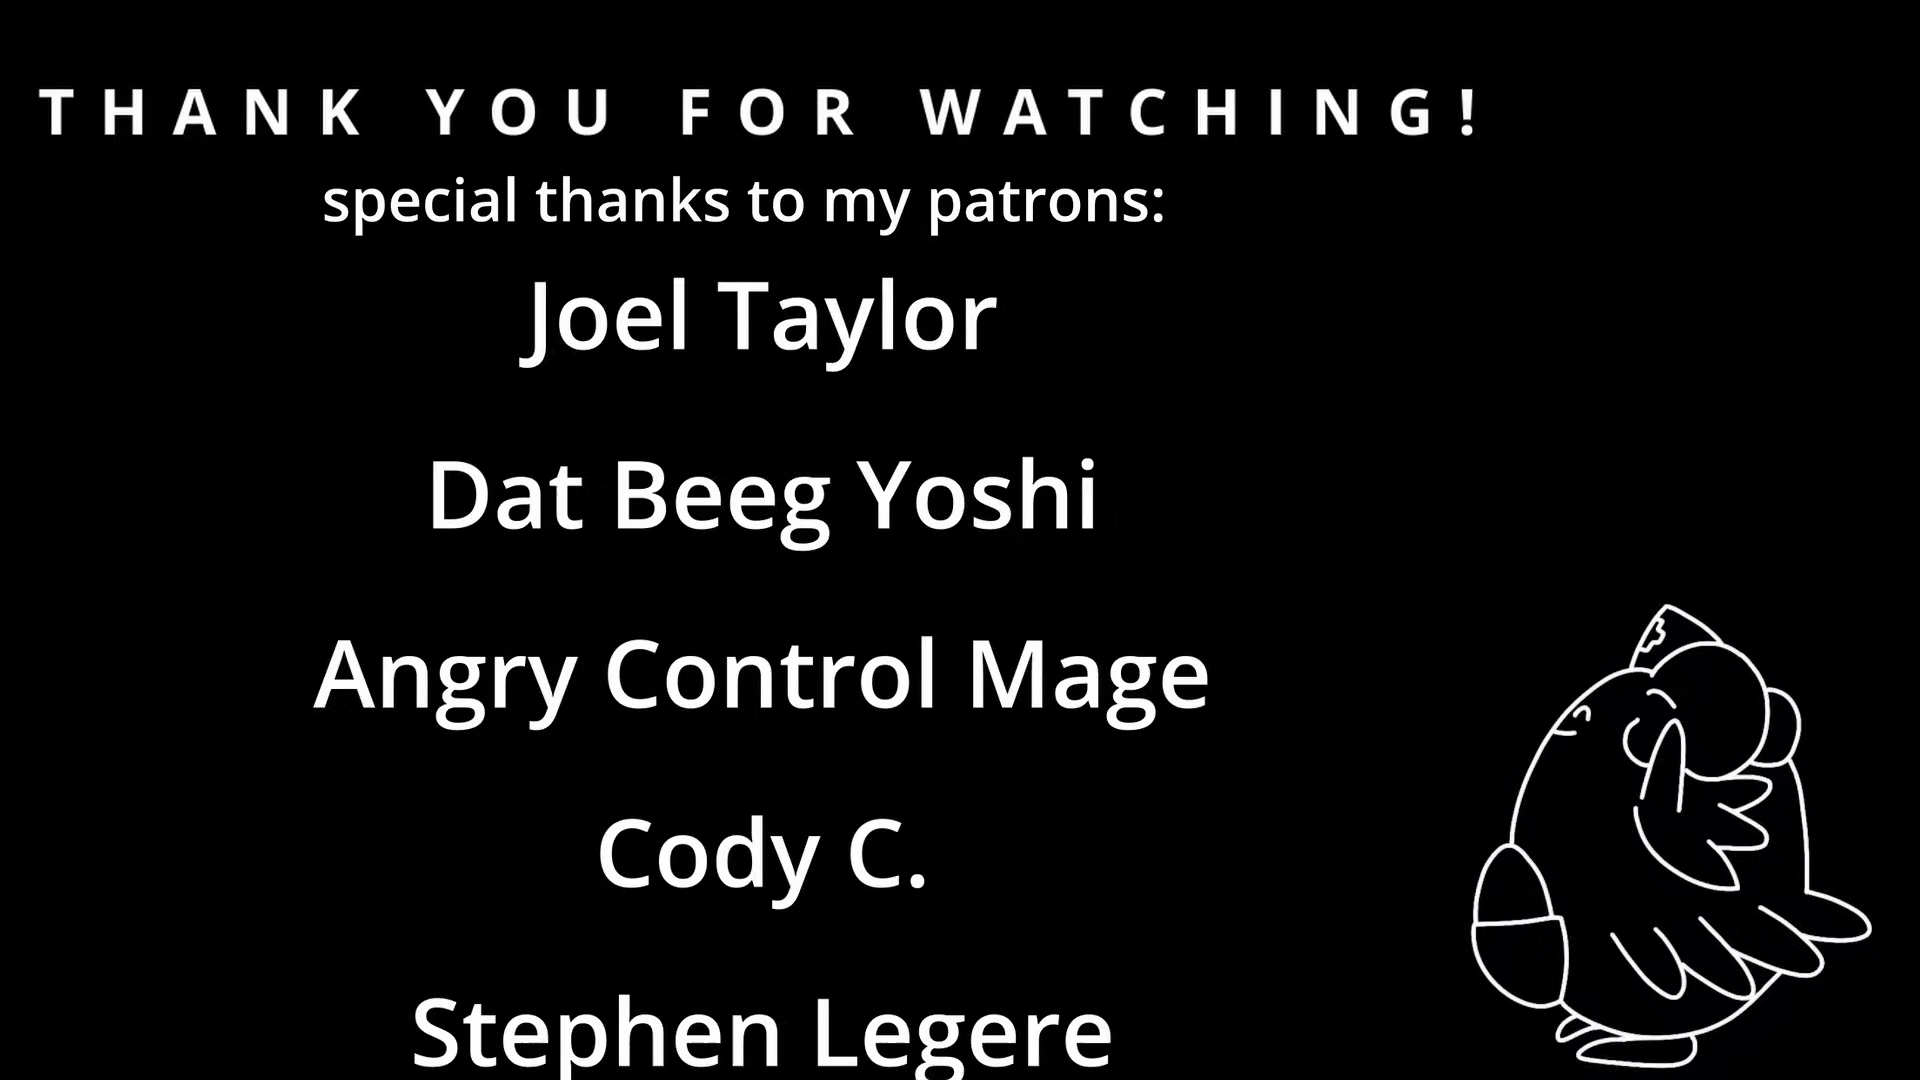 THANK YOU FOR WATCHING!
special thanks to my patrons:
Joel Taylor
Dat Beeg Yoshi
Angry Control Mage
Cody C.
Stephen Legere